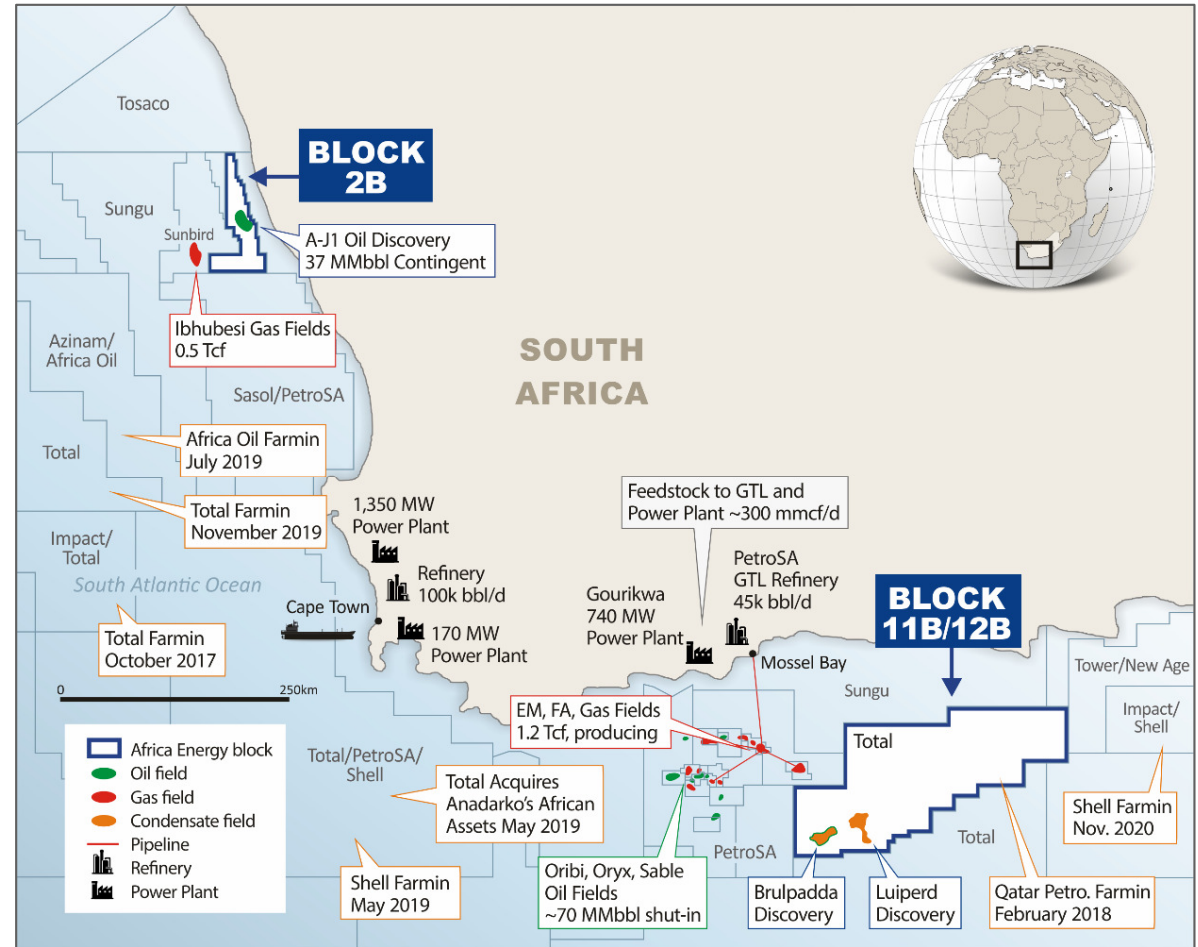 Tosaco
BLOCK
2B
Sungu
Sunbird
A-J1 Oil Discovery
37 MMbbl Contingent
Ibhubesi Gas Fields
0.5 Tcf
Azinam/
Africa Oil
SOUTH
AFRICA
Sasol/PetroSA
Total
Africa Oil Farmin
July 2019
Total Farmin
November 2019
Impact/
Total
South Atlantic Ocean
1,350 MW
Power Plant
Refinery
100k bbl/d
Cape Town
170 MW
Power Plant
Total Farmin
October 2017
0
250km
Feedstock to GTL and
Power Plant ~300 mmcf/d
Gourikwa
740 MW
Power Plant
PetroSA
GTL Refinery
45k bbl/d
Mossel Bay
BLOCK
11B/12B
Sungu
Tower/New Age
Impact/
Shell
EM, FA, Gas Fields
1.2 Tcf, producing
Total
Africa Energy block
Oil field
Gas field
Condensate field
Pipeline
Refinery
Power Plant
Total/PetroSA/
Shell
Total Acquires
Anadarko's African
Assets May 2019
Shell Farmin
May 2019
Oribi, Oryx, Sable
Oil Fields
~70 MMbbl shut-in
PetroSA
Brulpadda
Discovery
Luiperd
Discovery
Total
Qatar Petro. Farmin
February 2018
Shell Farmin
Nov. 2020